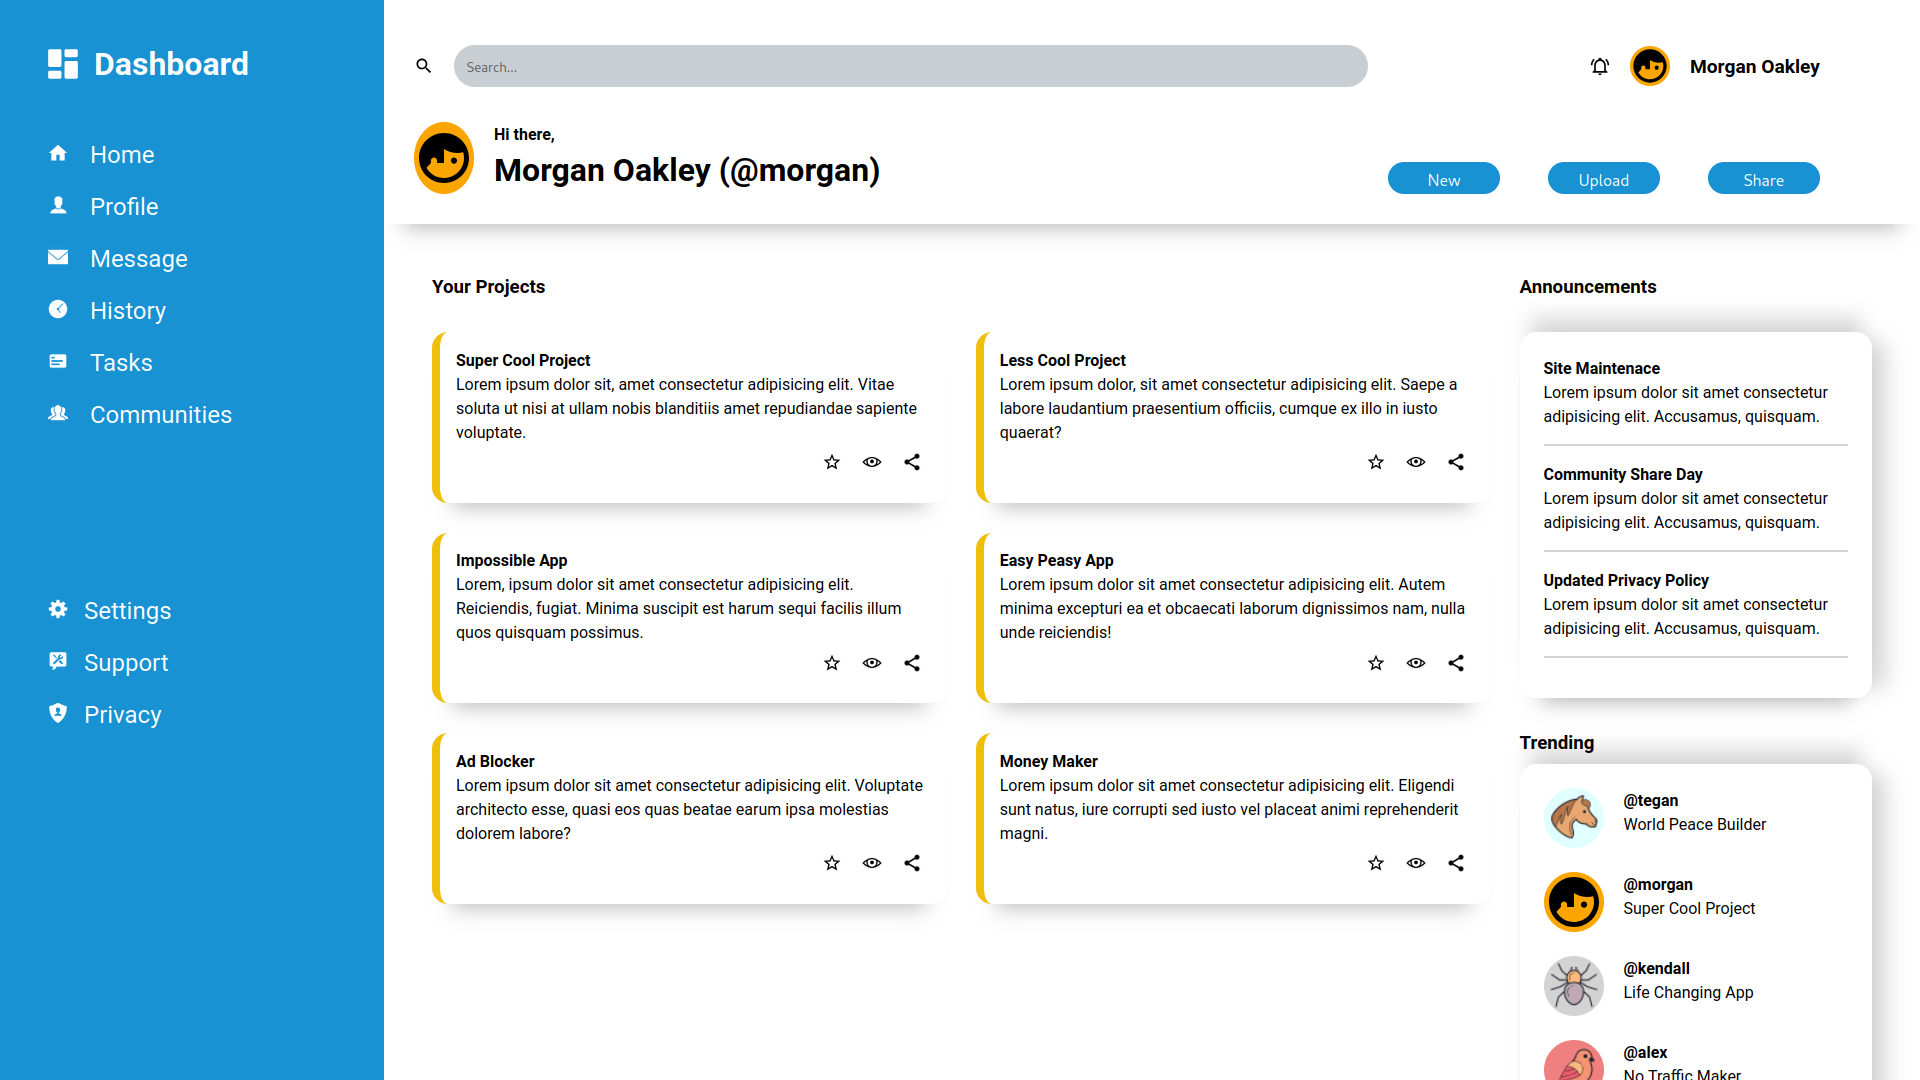 Dashboard
Home
Profile
Message
History
Tasks
Communities
Settings
Support
Privacy
Search...
Morgan Oakley
Hi there,
Morgan Oakley (@morgan)
New
Upload
Share
Your Projects
Super Cool Project
Lorem ipsum dolor sit, amet consectetur adipisicing elit. Vitae
soluta ut nisi at ullam nobis blanditiis amet repudiandae sapiente
voluptate.
Less Cool Project
Lorem ipsum dolor, sit amet consectetur adipisicing elit. Saepe a
labore laudantium praesentium officiis, cumque ex illo in iusto
quaerat?
Impossible App
Lorem, ipsum dolor sit amet consectetur adipisicing elit.
Reiciendis, fugiat. Minima suscipit est harum sequi facilis illum
quos quisquam possimus.
Easy Peasy App
Lorem ipsum dolor sit amet consectetur adipisicing elit. Autem
minima excepturi ea et obcaecati laborum dignissimos nam, nulla
unde reiciendis!
Ad Blocker
Lorem ipsum dolor sit amet consectetur adipisicing elit. Voluptate
architecto esse, quasi eos quas beatae earum ipsa molestias
dolorem labore?
Money Maker
Lorem ipsum dolor sit amet consectetur adipisicing elit. Eligendi
sunt natus, iure corrupti sed iusto vel placeat animi reprehenderit
magni.
Announcements
Site Maintenace
Lorem ipsum dolor sit amet consectetur
adipisicing elit. Accusamus, quisquam.
Community Share Day
Lorem ipsum dolor sit amet consectetur
adipisicing elit. Accusamus, quisquam.
Updated Privacy Policy
Lorem ipsum dolor sit amet consectetur
adipisicing elit. Accusamus, quisquam.
Trending
@tegan
World Peace Builder
@morgan
Super Cool Project
@kendall
Life Changing App
@alex
No Traffic Maker